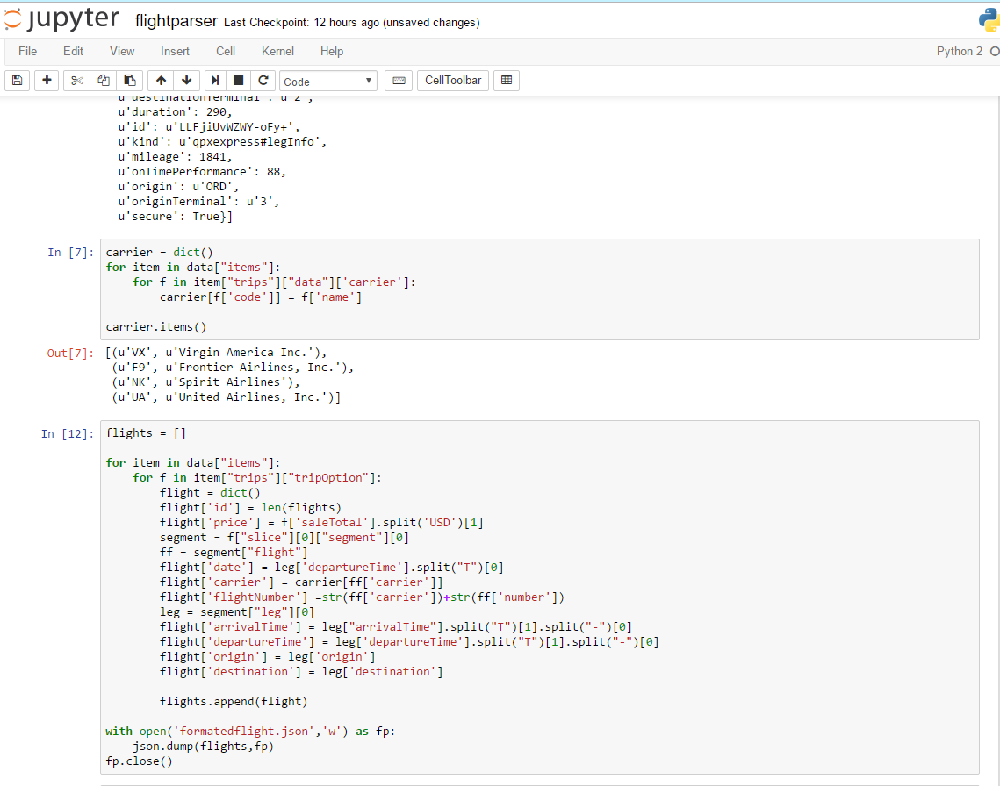 jupyter flightparser Last Checkpoint: 12 hours ago (unsaved changes)
File Edit View Insert Cell Kernel Help Python 2
Code CellToolbar
u'destinationTerminal': u'2',
u'duration': 290,
u'id': u'LLFjiUvWZWY-oFy+',
u'kind': u'qpxexpress#legInfo',
u'mileage': 1841,
u'onTimePerformance': 88,
u'origin': u'ORD',
u'originTerminal': u'3',
u'secure': True}]
In [7]: carrier = dict()
for item in data["items"]:
    for f in item["trips"]["data"]['carrier']:
        carrier[f['code']] = f['name']
carrier.items()
Out[7]: [(u'VX', u'Virgin America Inc.'),
 (u'F9', u'Frontier Airlines, Inc.'),
 (u'NK', u'Spirit Airlines'),
 (u'UA', u'United Airlines, Inc.')]
In [12]: flights = []
for item in data["items"]:
    for f in item["trips"]["tripOption"]:
        flight = dict()
        flight['id'] = len(flights)
        flight['price'] = f['saleTotal'].split('USD')[1]
        segment = f["slice"][0]["segment"][0]
        ff = segment["flight"]
        flight['date'] = leg['departureTime'].split("T")[0]
        flight['carrier'] = carrier[ff['carrier']]
        flight['flightNumber'] =str(ff['carrier'])+str(ff['number'])
        leg = segment["leg"][0]
        flight['arrivalTime'] = leg["arrivalTime"].split("T")[1].split("-")[0]
        flight['departureTime'] = leg['departureTime'].split("T")[1].split("-")[0]
        flight['origin'] = leg['origin']
        flight['destination'] = leg['destination']
        flights.append(flight)
with open('formatedflight.json','w') as fp:
    json.dump(flights,fp)
fp.close()